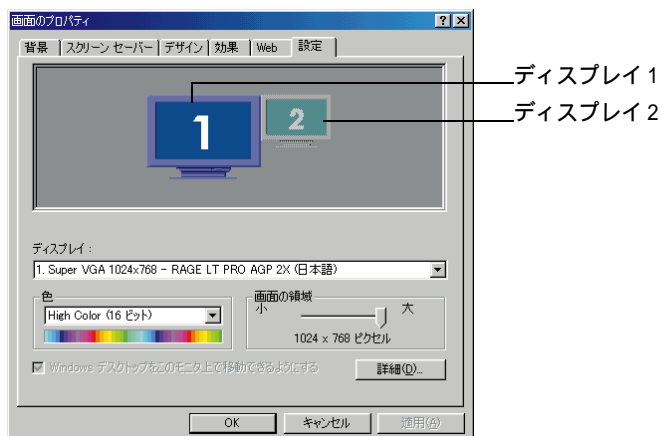 画面のプロパティ
背景 スクリーン セーバー デザイン 効果 Web 設定
1
2
ディスプレイ 1
ディスプレイ 2
ディスプレイ :
1. Super VGA 1024x768 - RAGE LT PRO AGP 2X (日本語)
色
High Color (16 ビット)
画面の領域
小 大
1024 x 768 ピクセル
Windows デスクトップをこのモニタ上で移動できるようにする
詳細(D)...
OK キャンセル 適用(A)